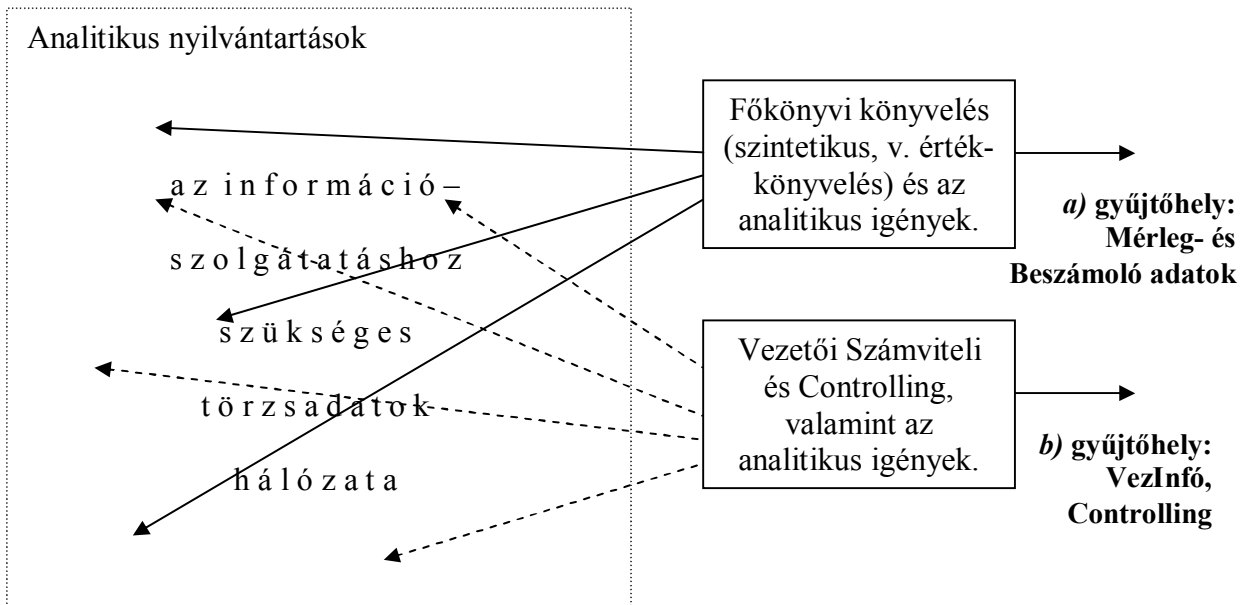 Analitikus nyilvántartások
a z i n f o r m á c i ó –
s z o l g á t a t á s h o z
s z ü k s é g e s
t ö r z s a d a t o k
h á l ó z a t a
Főkönyvi könyvelés
(szintetikus, v. érték-
könyvelés) és az
analitikus igények.
a) gyűjtőhely:
Mérleg- és
Beszámoló adatok
Vezetői Számviteli
és Controlling,
valamint az
analitikus igények.
b) gyűjtőhely:
VezInfó,
Controlling